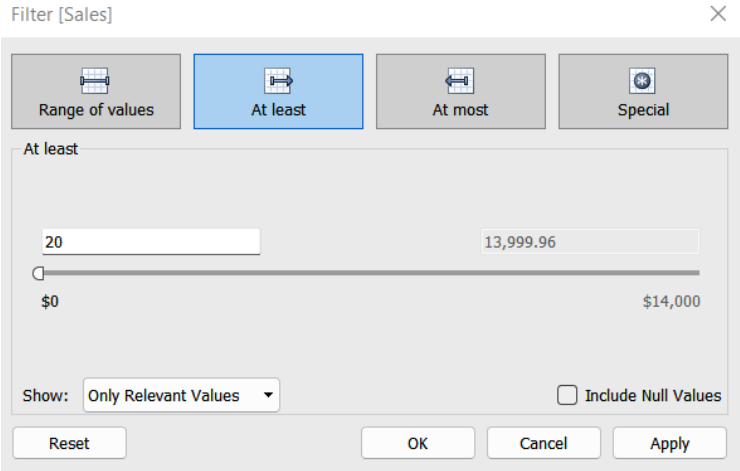 Filter [Sales]
Range of values
At least
At most
Special
At least
20
13,999.96
$0
$14,000
Show: Only Relevant Values
Include Null Values
Reset
OK
Cancel
Apply